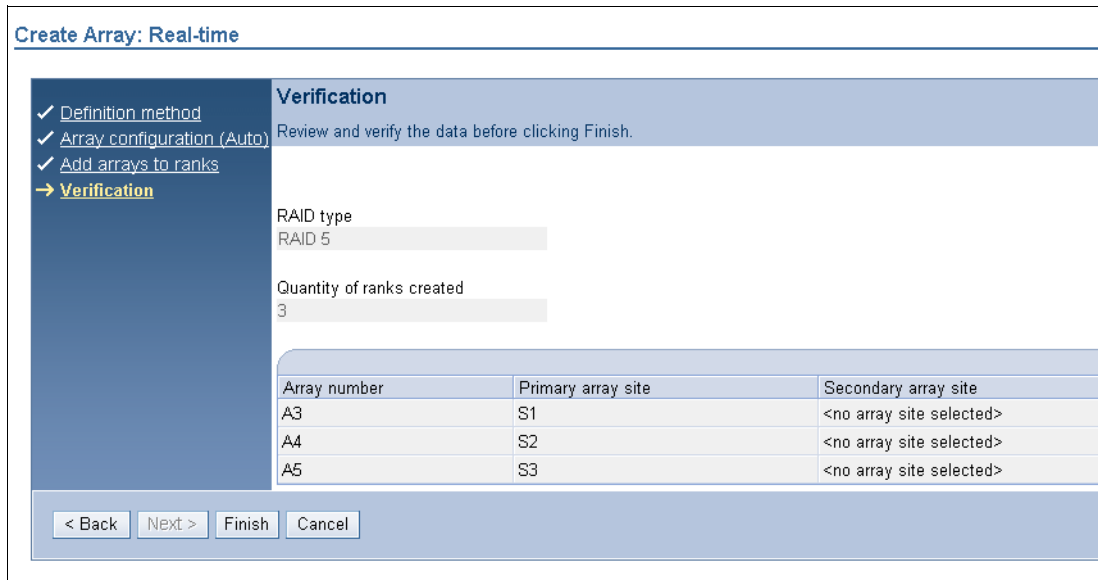 Create Array: Real-time
✓ Definition method
✓ Array configuration (Auto)
✓ Add arrays to ranks
→ Verification
Verification
Review and verify the data before clicking Finish.
RAID type
RAID 5
Quantity of ranks created
3
Array number Primary array site Secondary array site
A3 S1 <no array site selected>
A4 S2 <no array site selected>
A5 S3 <no array site selected>
< Back Next > Finish Cancel